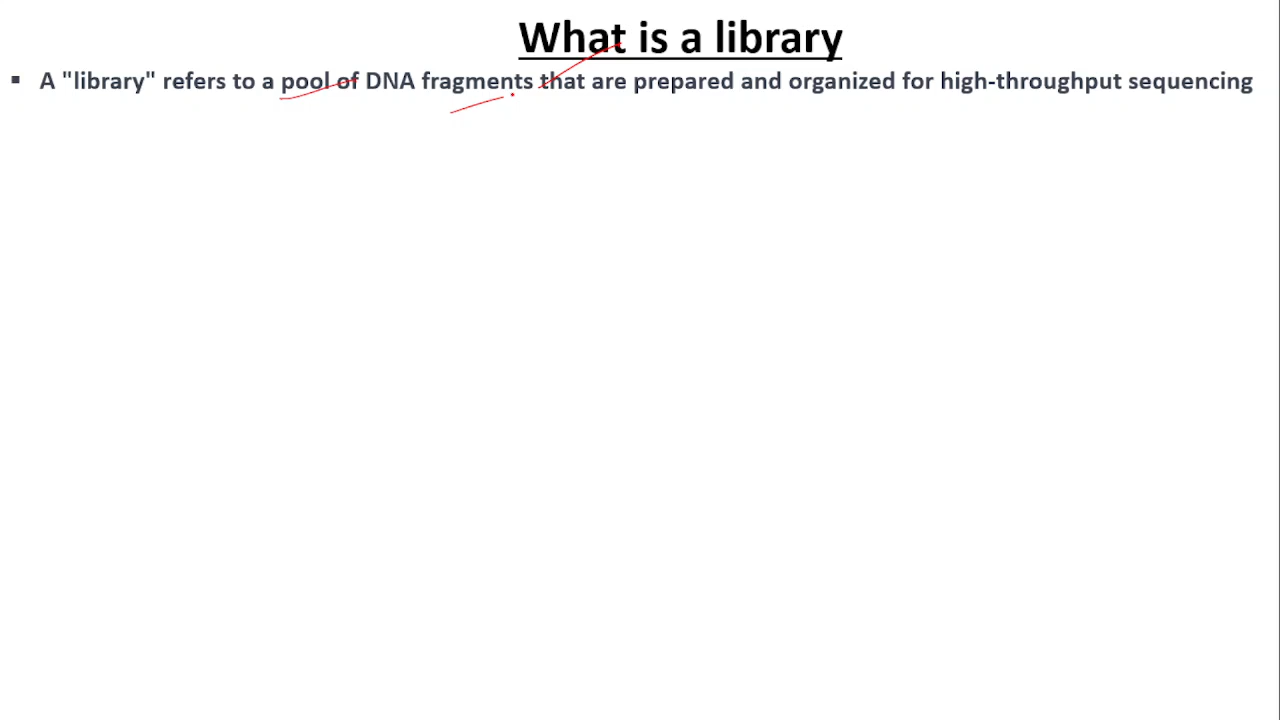 What is a library
▪ A "library" refers to a pool of DNA fragments that are prepared and organized for high-throughput sequencing